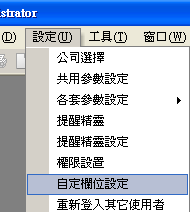 istrator
(D) 設定(U) 工具(T) 窗口(W)
公司選擇
共用參數設定
各套參數設定
提醒精靈
提醒精靈設定
權限設置
自定欄位設定
重新登入其它使用者